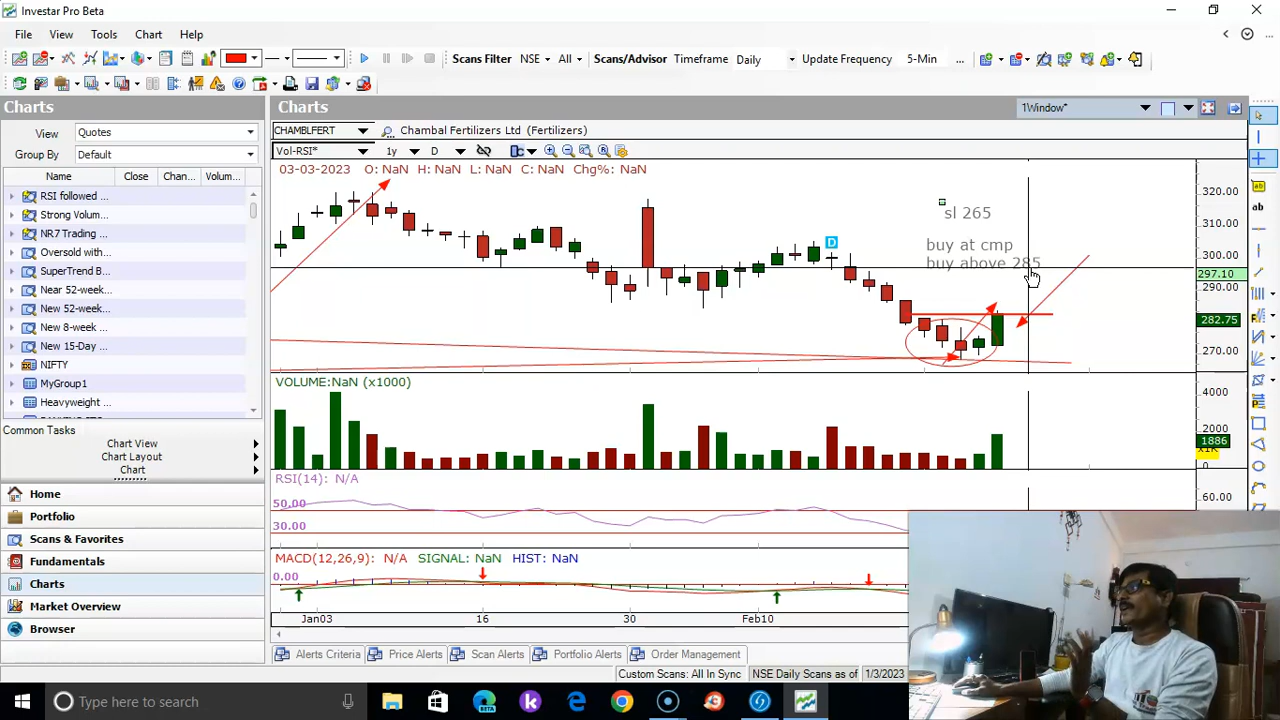 Investar Pro Beta
File View Tools Chart Help
Scans Filter NSE All Scans/Advisor Timeframe Daily Update Frequency 5-Min ...
Charts
Charts
1Window*
View Quotes
Group By Default
CHAMBLFERT Chambal Fertilizers Ltd (Fertilizers)
Vol-RSI* 1y D
Name Close Chan... Volum...
03-03-2023 O: NaN H: NaN L: NaN C: NaN Chg%: NaN
RSI followed ...
Strong Volum...
NR7 Trading ...
Oversold with...
SuperTrend B...
Near 52-week...
New 52-wee...
New 8-week...
New 15-Day ...
NIFTY
MyGroup1
Heavyweight ...
sl 265
buy at cmp
buy above 285
D
320.00
310.00
300.00
297.10
290.00
282.75
270.00
VOLUME:NaN (x1000)
4000
2000
1886
0
x1K
Common Tasks
Chart View
Chart Layout
Chart
RSI(14): N/A
50.00
30.00
60.00
MACD(12,26,9): N/A SIGNAL: NaN HIST: NaN
0.00
Jan03 16 30 Feb10
Home
Portfolio
Scans & Favorites
Fundamentals
Charts
Market Overview
Browser
Alerts Criteria Price Alerts Scan Alerts Portfolio Alerts Order Management
Custom Scans: All In Sync NSE Daily Scans as of 1/3/2023
Type here to search
BETA
ab